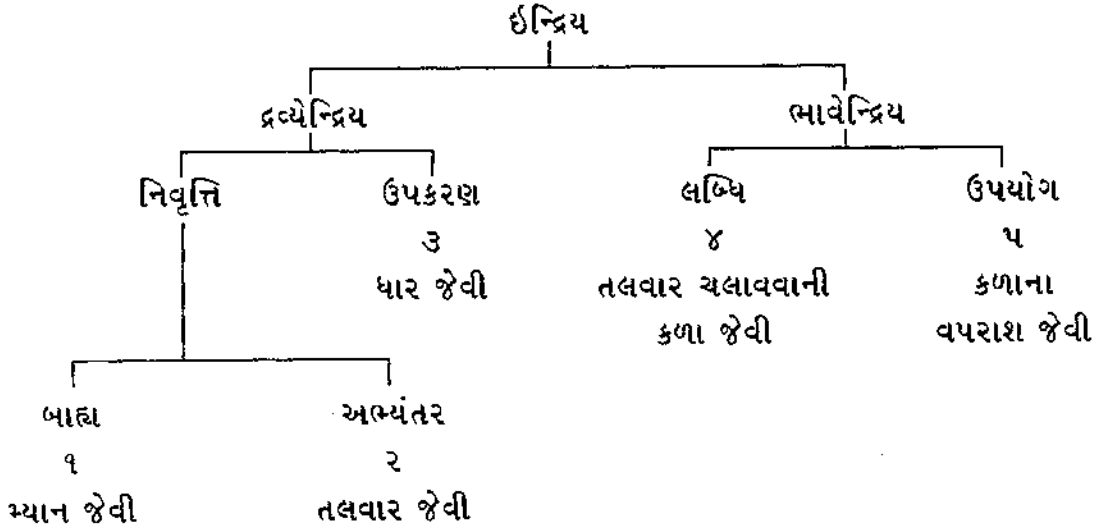 ઇન્દ્રિય
દ્રવ્યેન્દ્રિય
ભાવેન્દ્રિય
નિવૃત્તિ
ઉપકરણ
લબ્ધિ
ઉપયોગ
૩
૪
૫
ધાર જેવી
તલવાર ચલાવવાની
કળાના
કળા જેવી
વપરાશ જેવી
બાહ્ય
અભ્યંતર
૧
૨
મ્યાન જેવી
તલવાર જેવી